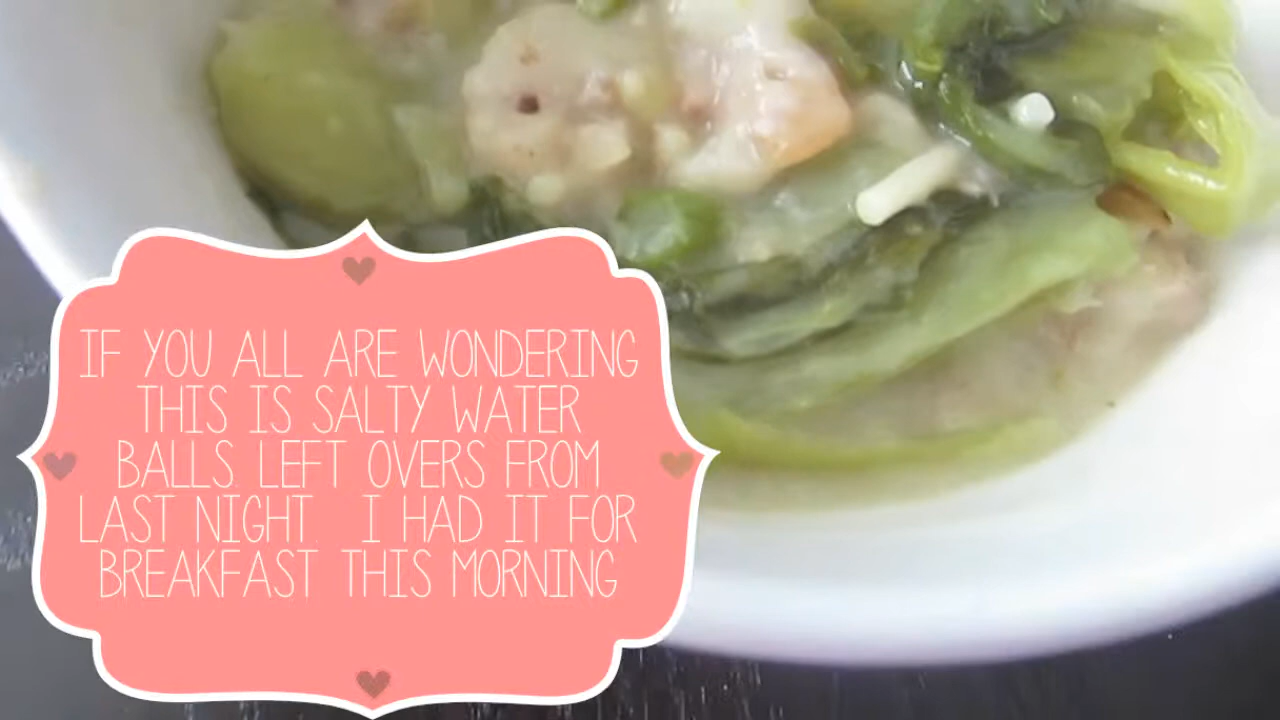 IF YOU ALL ARE WONDERING
THIS IS SALTY WATER
BALLS. LEFT OVERS FROM
LAST NIGHT I HAD IT FOR
BREAKFAST THIS MORNING